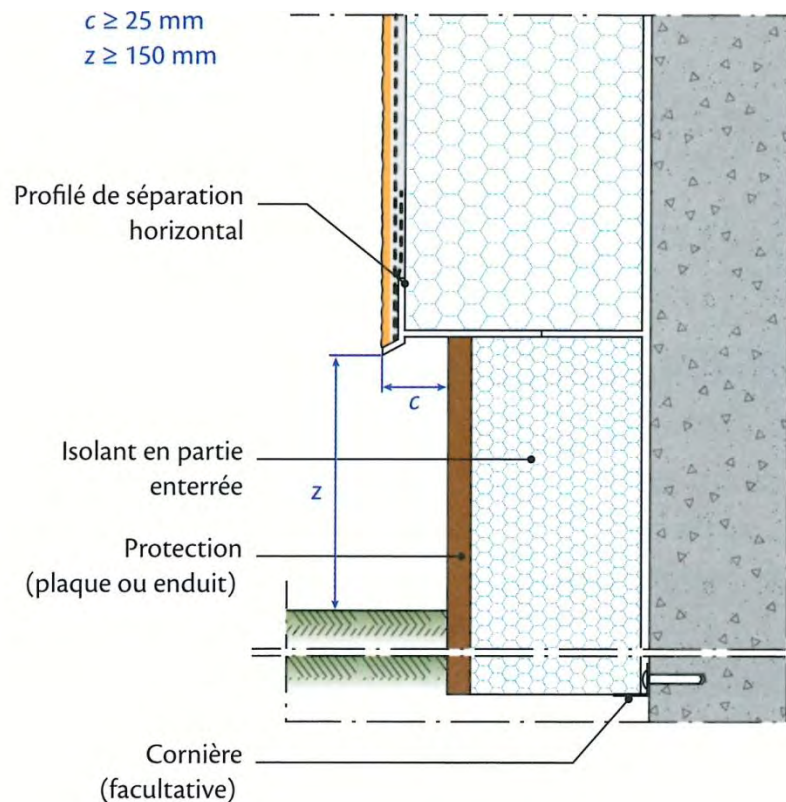 c ≥ 25 mm
z ≥ 150 mm
Profilé de séparation
horizontal
c
Isolant en partie
enterrée
z
Protection
(plaque ou enduit)
Cornière
(facultative)